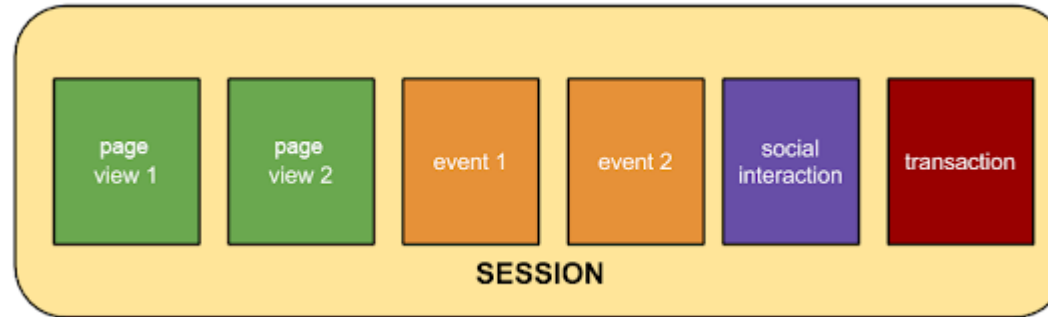 page
view 1
page
view 2
event 1
event 2
social
interaction
transaction
SESSION